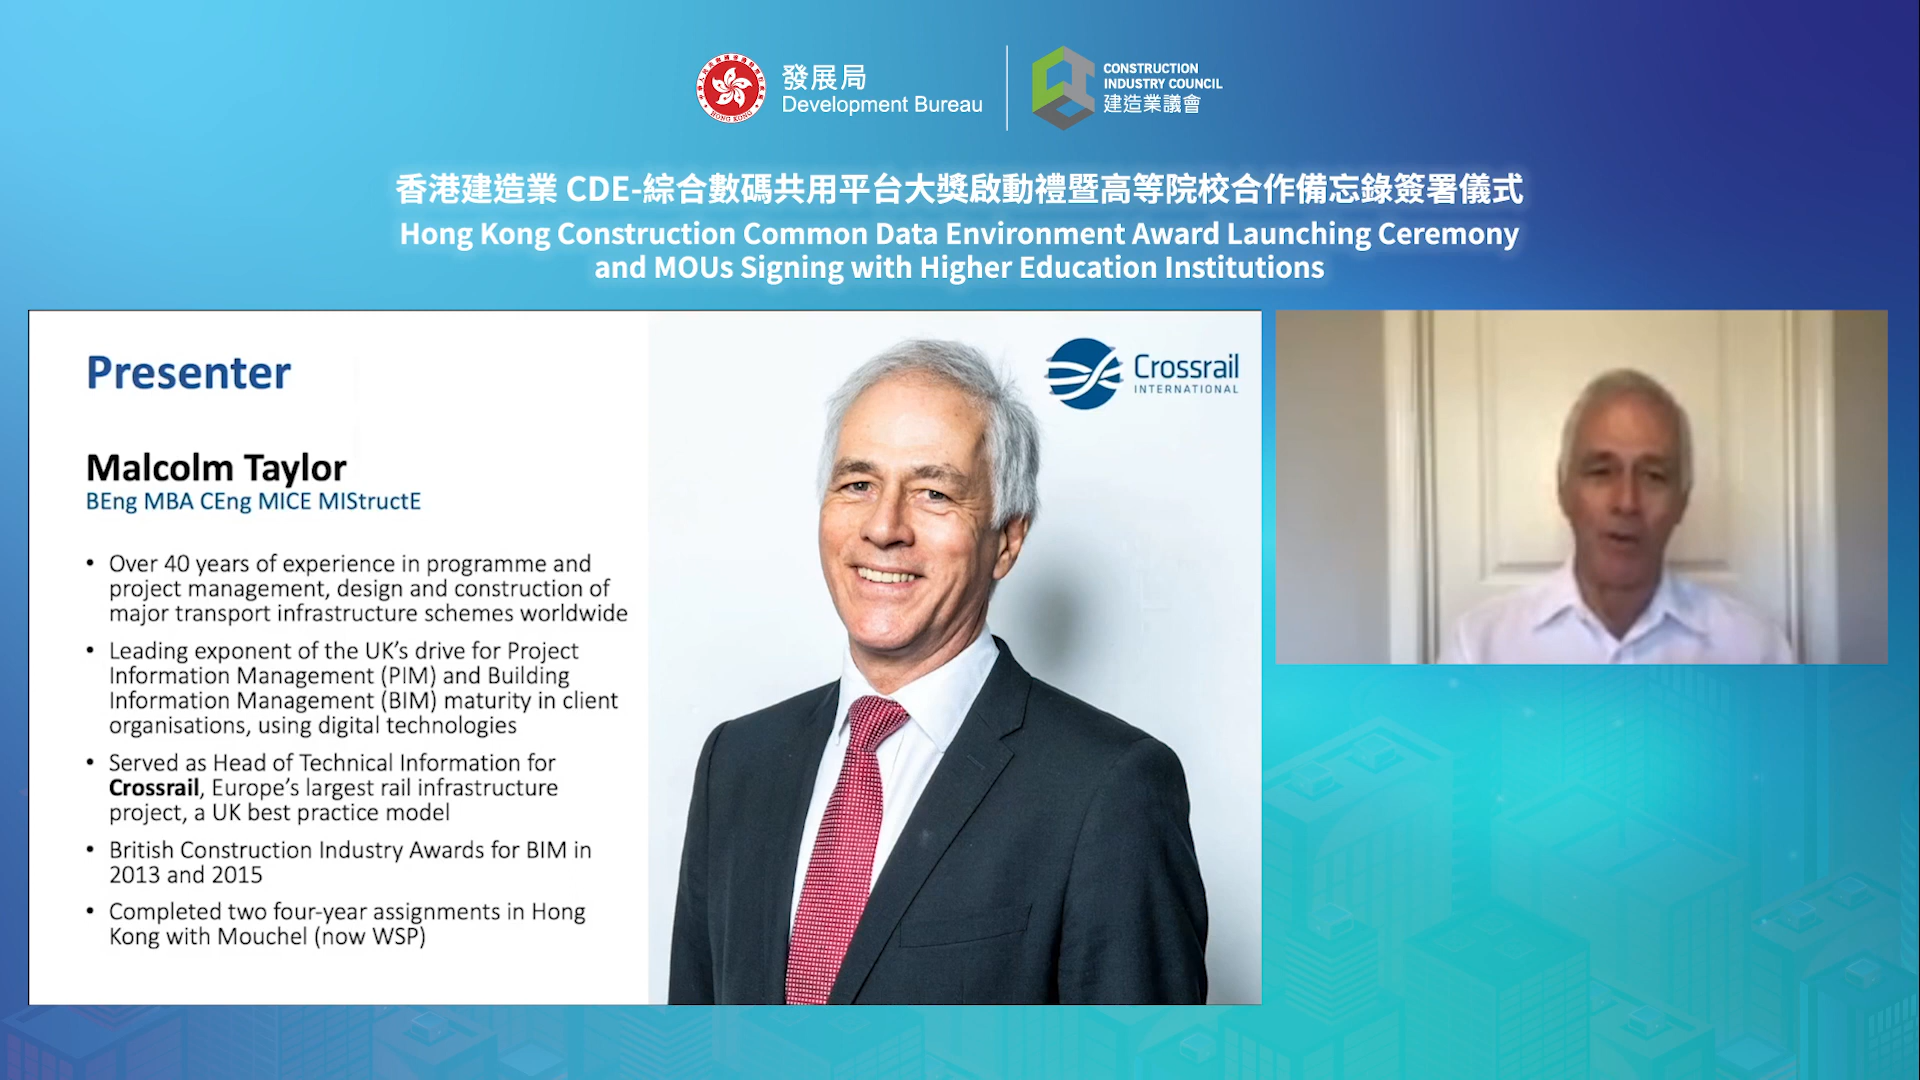 發展局
Development Bureau
CONSTRUCTION
INDUSTRY COUNCIL
建造業議會
香港建造業 CDE-綜合數碼共用平台大獎啟動禮暨高等院校合作備忘錄簽署儀式
Hong Kong Construction Common Data Environment Award Launching Ceremony
and MOUs Signing with Higher Education Institutions
Presenter
Crossrail
INTERNATIONAL
Malcolm Taylor
BEng MBA CEng MICE MIStructE
• Over 40 years of experience in programme and
project management, design and construction of
major transport infrastructure schemes worldwide
• Leading exponent of the UK’s drive for Project
Information Management (PIM) and Building
Information Management (BIM) maturity in client
organisations, using digital technologies
• Served as Head of Technical Information for
Crossrail, Europe’s largest rail infrastructure
project, a UK best practice model
• British Construction Industry Awards for BIM in
2013 and 2015
• Completed two four-year assignments in Hong
Kong with Mouchel (now WSP)